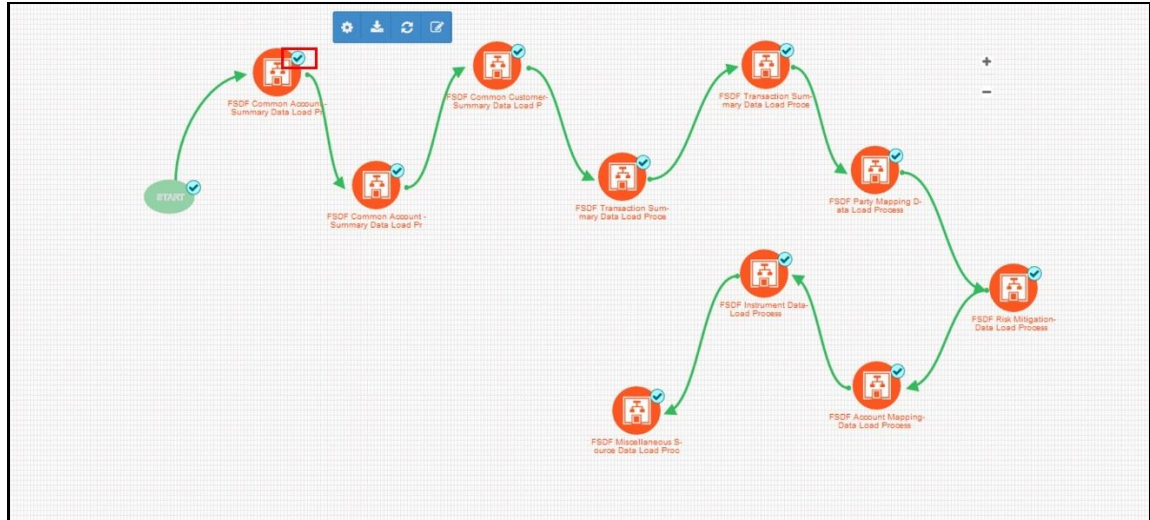 START
FSDF Common Account -
Summary Data Load Pr
FSDF Common Account -
Summary Data Load Pr
FSDF Common Customer-
Summary Data Load P
FSDF Transaction Sum-
mary Data Load Proce
FSDF Transaction Sum-
mary Data Load Proce
FSDF Party Mapping D-
ata Load Process
FSDF Risk Mitigation-
Data Load Process
FSDF Account Mapping-
Data Load Process
FSDF Instrument Data-
Load Process
FSDF Miscellaneous S-
ource Data Load Proc